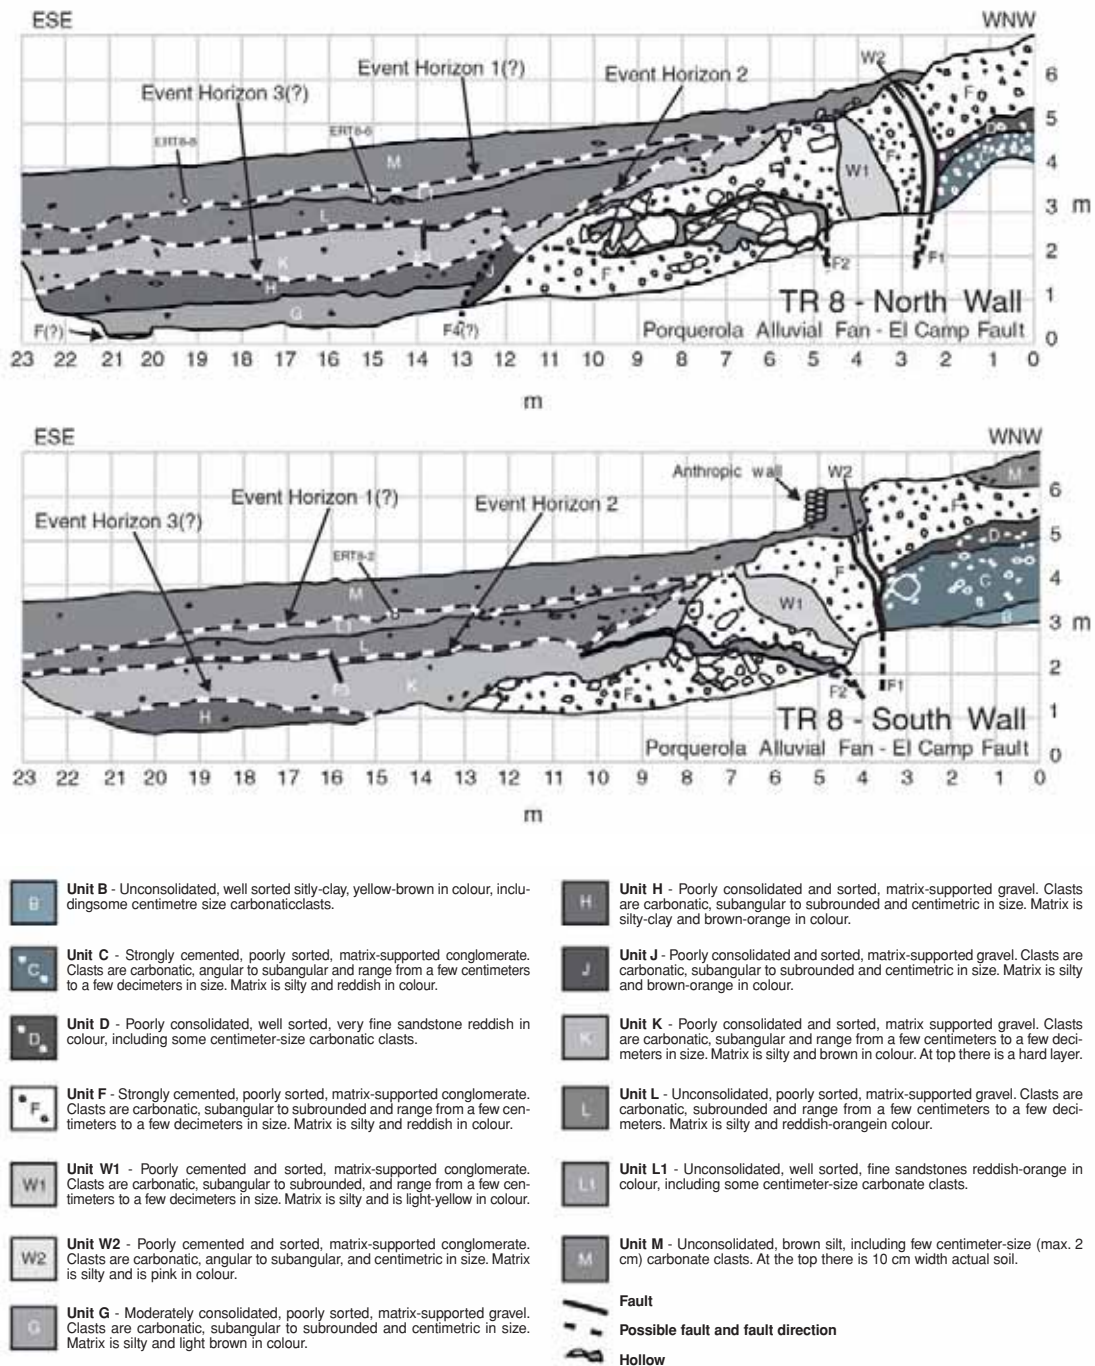 ESE
WNW
W2
6
Event Horizon 1(?)
Event Horizon 2
Event Horizon 3(?)
F
5
ERT8-8
ERT8-6
M
D
F
C
4
W1
L1
3 m
L
2
K
F2
F1
J
F
H
1
TR 8 - North Wall
G
F(?)
F4(?)
Porquerola Alluvial Fan - El Camp Fault
0
23 22 21 20 19 18 17 16 15 14 13 12 11 10 9 8 7 6 5 4 3 2 1 0
m
ESE
WNW
Anthropic wall
W2
M
6
Event Horizon 1(?)
Event Horizon 2
F
Event Horizon 3(?)
5
D
ERT8-2
F
C
4
M
W1
B
L1
3 m
L
2
F3
K
F
F2
F1
H
1
TR 8 - South Wall
Porquerola Alluvial Fan - El Camp Fault
0
23 22 21 20 19 18 17 16 15 14 13 12 11 10 9 8 7 6 5 4 3 2 1 0
m
B
Unit B - Unconsolidated, well sorted sitly-clay, yellow-brown in colour, inclu-
dingsome centimetre size carbonaticclasts.
C
Unit C - Strongly cemented, poorly sorted, matrix-supported conglomerate.
Clasts are carbonatic, angular to subangular and range from a few centimeters
to a few decimeters in size. Matrix is silty and reddish in colour.
D
Unit D - Poorly consolidated, well sorted, very fine sandstone reddish in
colour, including some centimeter-size carbonatic clasts.
F
Unit F - Strongly cemented, poorly sorted, matrix-supported conglomerate.
Clasts are carbonatic, subangular to subrounded and range from a few cen-
timeters to a few decimeters in size. Matrix is silty and reddish in colour.
W1
Unit W1 - Poorly cemented and sorted, matrix-supported conglomerate.
Clasts are carbonatic, subangular to subrounded, and range from a few cen-
timeters to a few decimeters in size. Matrix is silty and is light-yellow in colour.
W2
Unit W2 - Poorly cemented and sorted, matrix-supported conglomerate.
Clasts are carbonatic, angular to subangular, and centimetric in size. Matrix
is silty and is pink in colour.
G
Unit G - Moderately consolidated, poorly sorted, matrix-supported gravel.
Clasts are carbonatic, subangular to subrounded and centimetric in size.
Matrix is silty and light brown in colour.
H
Unit H - Poorly consolidated and sorted, matrix-supported gravel. Clasts
are carbonatic, subangular to subrounded and centimetric in size. Matrix is
silty-clay and brown-orange in colour.
J
Unit J - Poorly consolidated and sorted, matrix-supported gravel. Clasts are
carbonatic, subangular to subrounded and centimetric in size. Matrix is silty
and brown-orange in colour.
K
Unit K - Poorly consolidated and sorted, matrix supported gravel. Clasts
are carbonatic, subangular and range from a few centimeters to a few deci-
meters in size. Matrix is silty and brown in colour. At top there is a hard layer.
L
Unit L - Unconsolidated, poorly sorted, matrix-supported gravel. Clasts are
carbonatic, subrounded and range from a few centimeters to a few deci-
meters. Matrix is silty and reddish-orangein colour.
L1
Unit L1 - Unconsolidated, well sorted, fine sandstones reddish-orange in
colour, including some centimeter-size carbonate clasts.
M
Unit M - Unconsolidated, brown silt, including few centimeter-size (max. 2
cm) carbonate clasts. At the top there is 10 cm width actual soil.
Fault
Possible fault and fault direction
Hollow